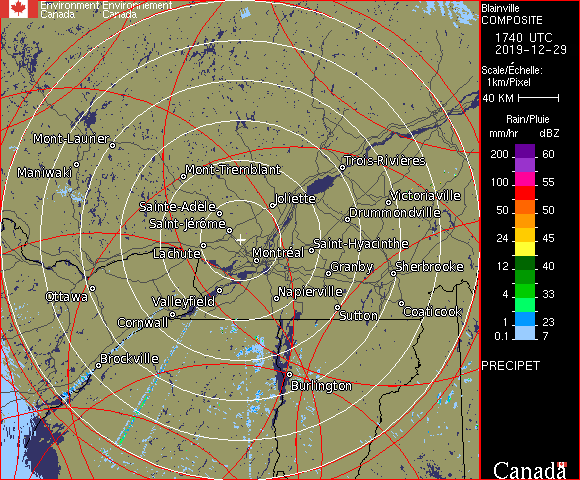 Environment Environnement
Canada Canada
Blainville
COMPOSITE
1740 UTC
2019-12-29
Scale/Échelle:
1km/Pixel
40 KM
Rain/Pluie
mm/hr dBZ
200 60
100 55
50 50
24 45
12 40
4 33
1 23
0.1 7
PRECIPET
Canada
Mont-Laurier
Maniwaki
Mont-Tremblant
Trois-Rivières
Joliette
Victoriaville
Sainte-Adèle
Drummondville
Saint-Jérôme
Saint-Hyacinthe
Lachute
Montréal
Granby
Sherbrooke
Ottawa
Valleyfield
Napierville
Cornwall
Sutton
Coaticook
Brockville
Burlington